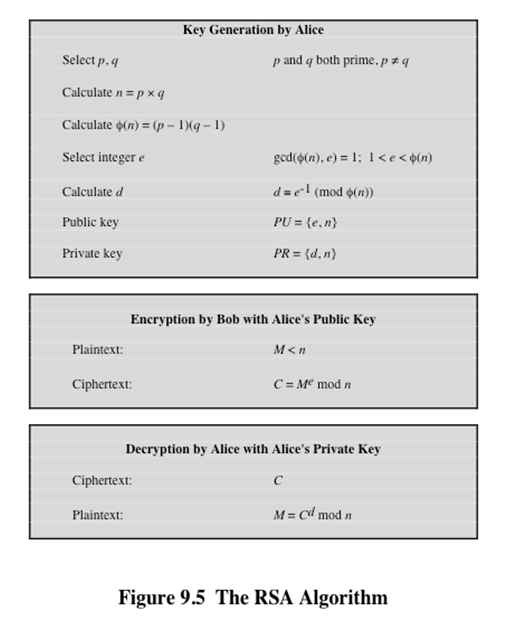 Key Generation by Alice
Select p, q p and q both prime, p ≠ q
Calculate n = p × q
Calculate ϕ(n) = (p – 1)(q – 1)
Select integer e gcd(ϕ(n), e) = 1; 1 < e < ϕ(n)
Calculate d d ≡ e-1 (mod ϕ(n))
Public key PU = {e, n}
Private key PR = {d, n}
Encryption by Bob with Alice's Public Key
Plaintext: M < n
Ciphertext: C = Me mod n
Decryption by Alice with Alice's Private Key
Ciphertext: C
Plaintext: M = Cd mod n
Figure 9.5 The RSA Algorithm